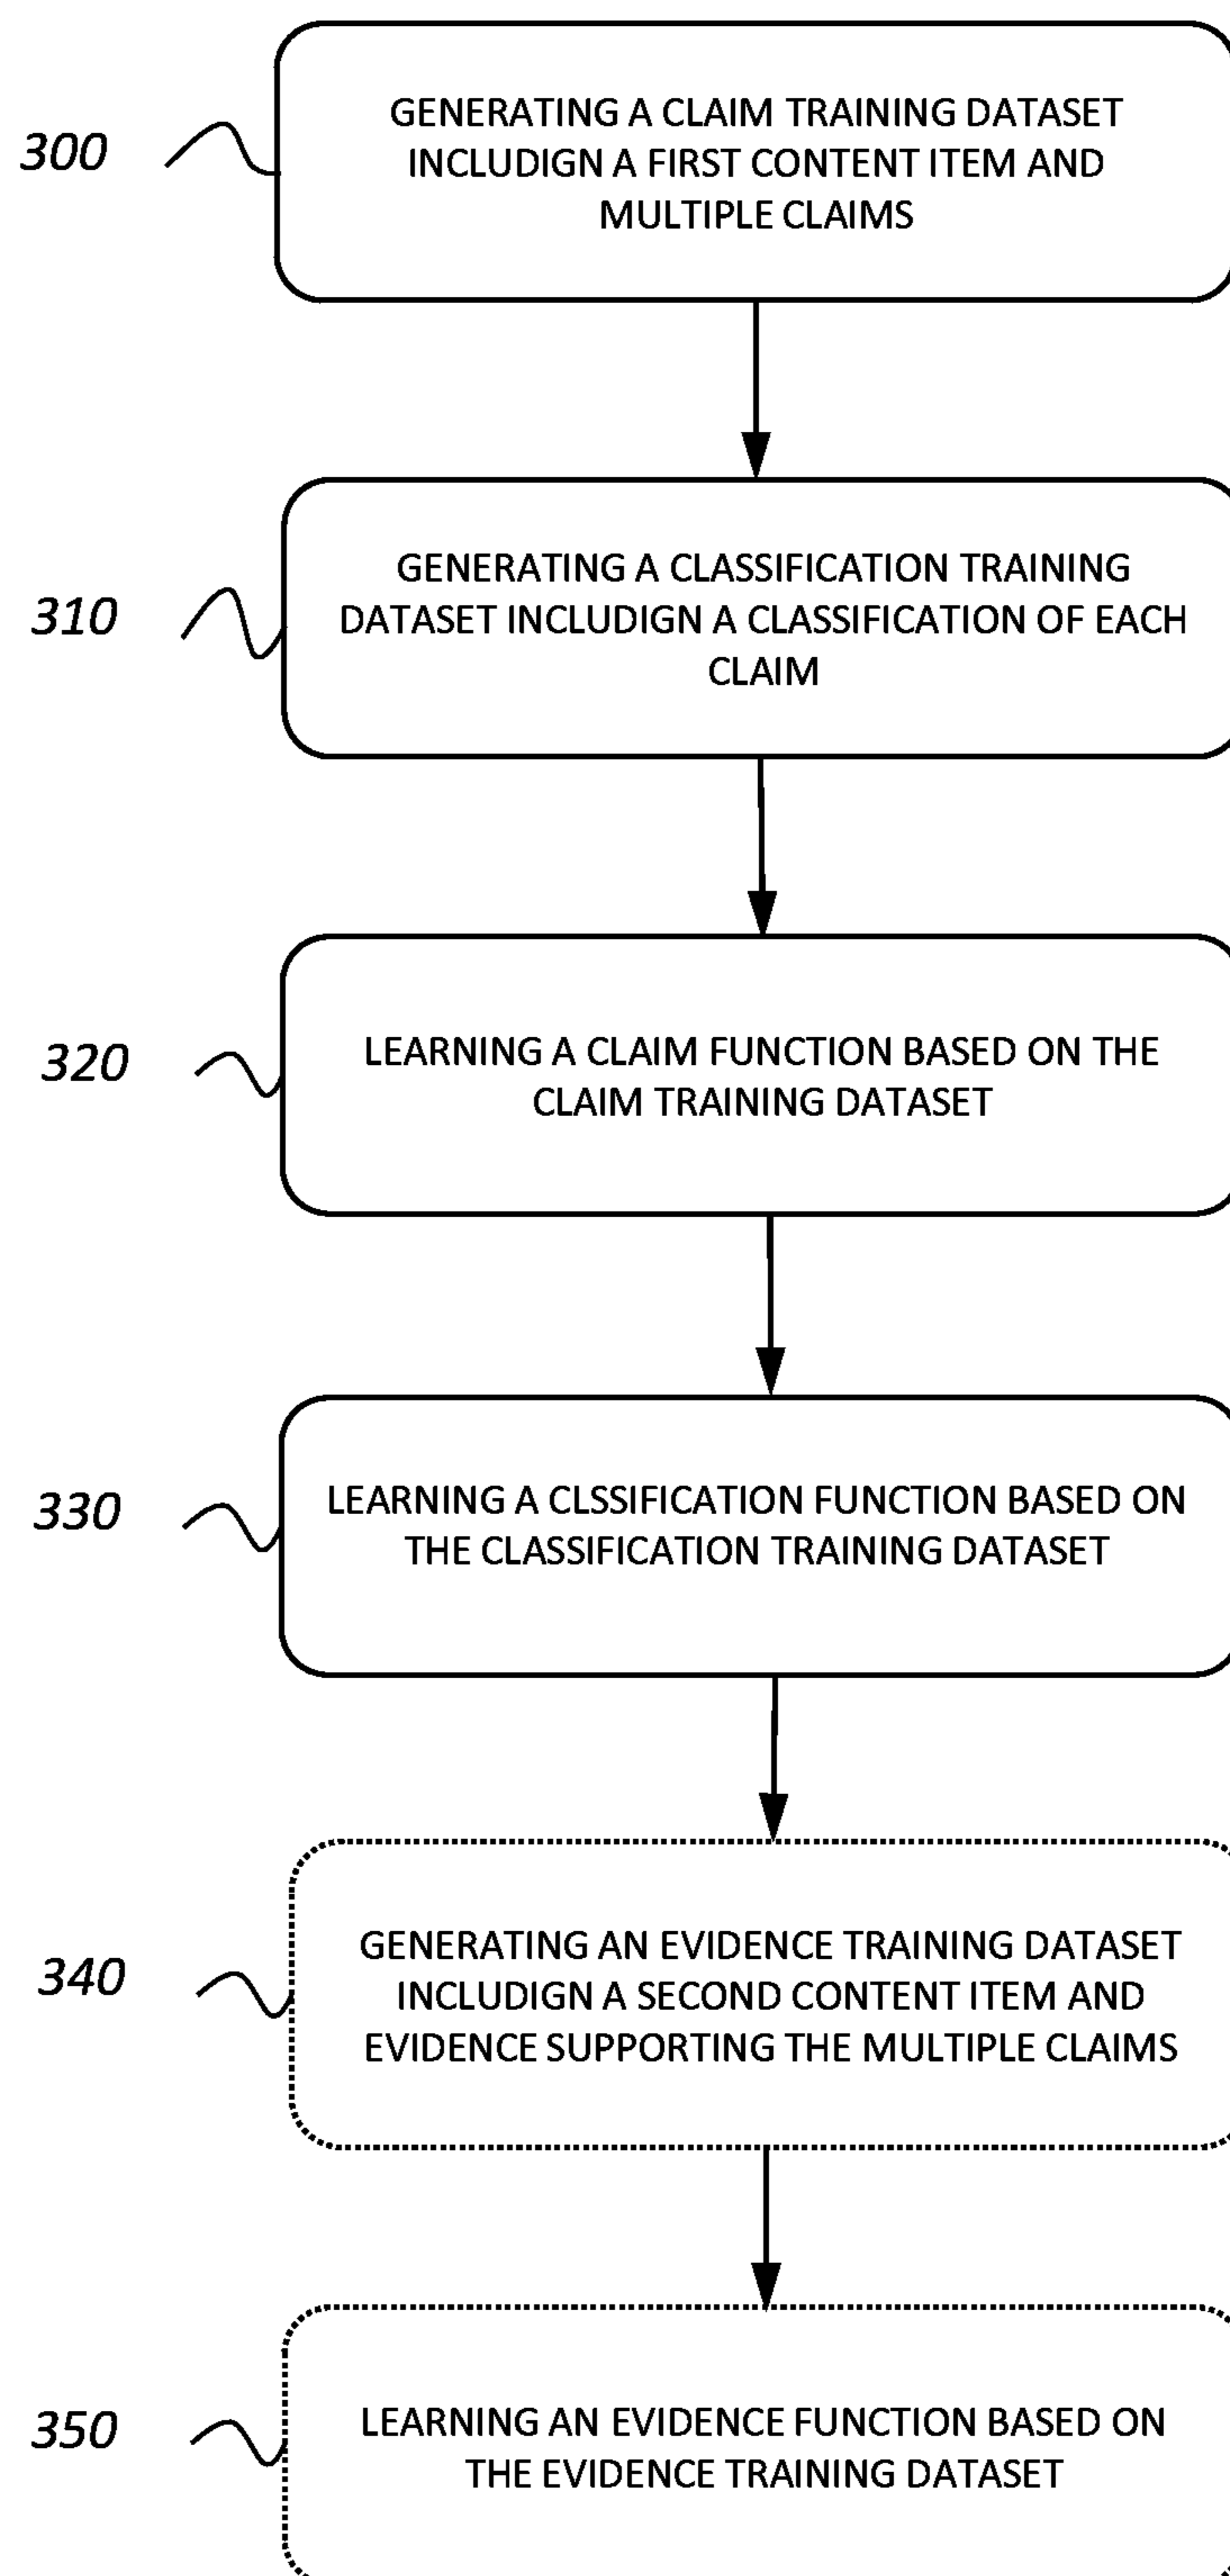 300
GENERATING A CLAIM TRAINING DATASET
INCLUDIGN A FIRST CONTENT ITEM AND
MULTIPLE CLAIMS
310
GENERATING A CLASSIFICATION TRAINING
DATASET INCLUDIGN A CLASSIFICATION OF EACH
CLAIM
320
LEARNING A CLAIM FUNCTION BASED ON THE
CLAIM TRAINING DATASET
330
LEARNING A CLSSIFICATION FUNCTION BASED ON
THE CLASSIFICATION TRAINING DATASET
340
GENERATING AN EVIDENCE TRAINING DATASET
INCLUDIGN A SECOND CONTENT ITEM AND
EVIDENCE SUPPORTING THE MULTIPLE CLAIMS
350
LEARNING AN EVIDENCE FUNCTION BASED ON
THE EVIDENCE TRAINING DATASET